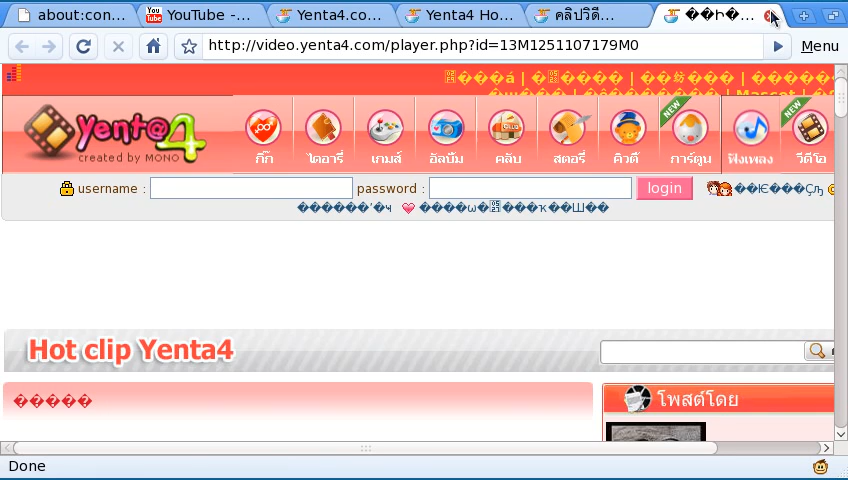 about:con...
YouTube -...
Yenta4.co...
Yenta4 Ho...
คลิปวิดี...
��Һ�...
http://video.yenta4.com/player.php?id=13M1251107179M0
Menu
Yent@4
created by MONO
กิ๊ก
ไดอารี่
เกมส์
อัลบั้ม
คลับ
สตอรี่
คิวตี้
NEW
การ์ตูน
ฟังเพลง
NEW
วีดีโอ
username :
password :
login
Hot clip Yenta4
�����
โพสต์โดย
Done